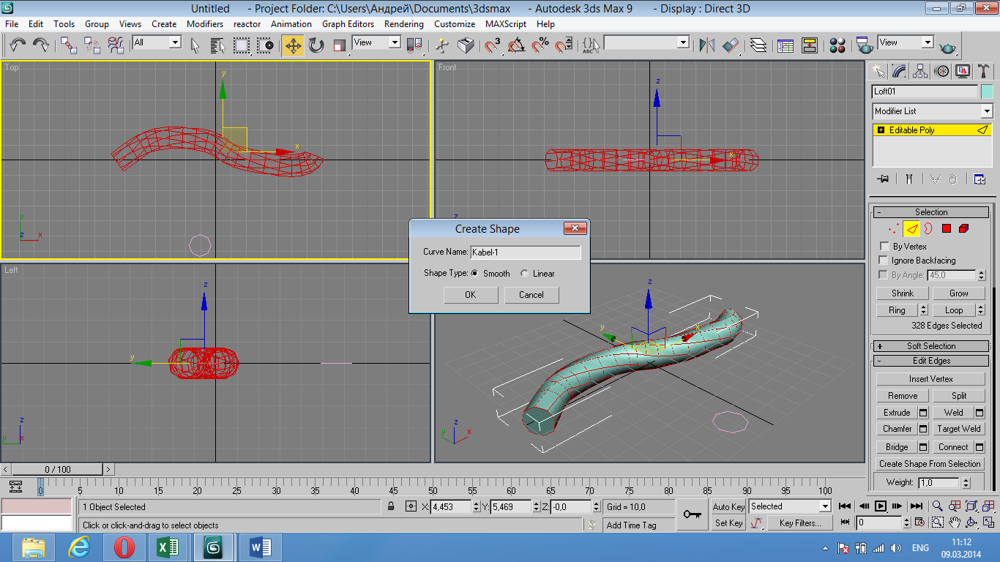 Untitled - Project Folder: C:\Users\Андрей\Documents\3dsmax - Autodesk 3ds Max 9 - Display : Direct 3D
File Edit Tools Group Views Create Modifiers reactor Animation Graph Editors Rendering Customize MAXScript Help
All View 3 % {} ABC View
Top Front
Loft01
Modifier List
Editable Poly
y x
z x
y z x
z
Selection
By Vertex
Ignore Backfacing
By Angle: 45,0
Shrink Grow
Ring Loop
328 Edges Selected
Soft Selection
Edit Edges
Insert Vertex
Remove Split
Extrude Weld
Chamfer Target Weld
Bridge Connect
Create Shape From Selection
Weight: 1,0
Create Shape
Curve Name: Kabel-1
Shape Type: Smooth Linear
OK Cancel
Left
z y
z y x
z y x
z y x
0 / 100
0 5 10 15 20 25 30 35 40 45 50 55 60 65 70 75 80 85 90 95 100
1 Object Selected X: 4,453 Y: 5,469 Z: -0,0 Grid = 10,0 Auto Key Selected
Click or click-and-drag to select objects Add Time Tag Set Key Key Filters... 0
ENG 11:12
09.03.2014